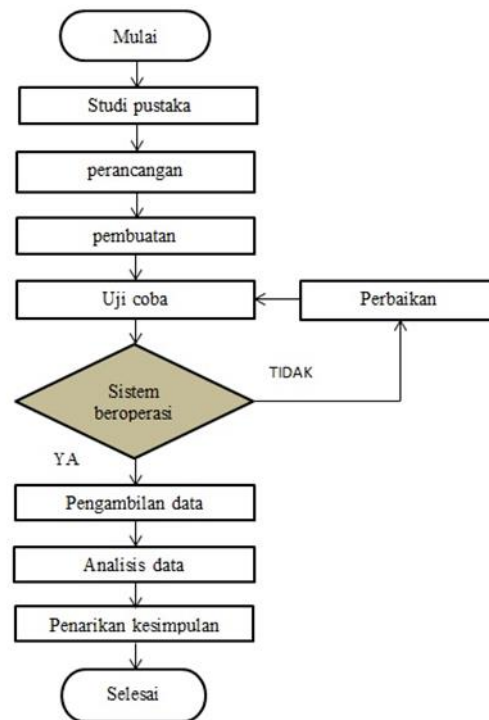 Mulai
Studi pustaka
perancangan
pembuatan
Uji coba
Perbaikan
TIDAK
Sistem
beroperasi
YA
Pengambilan data
Analisis data
Penarikan kesimpulan
Selesai